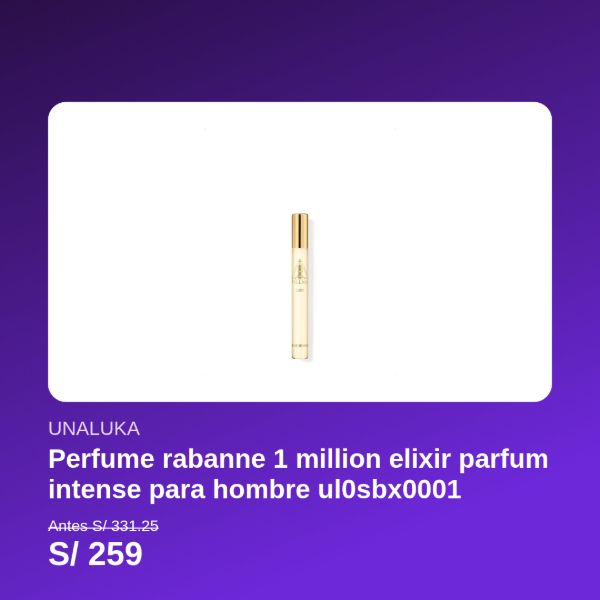 UNALUKA
Perfume rabanne 1 million elixir parfum
intense para hombre ul0sbx0001
Antes S/ 331.25
S/ 259